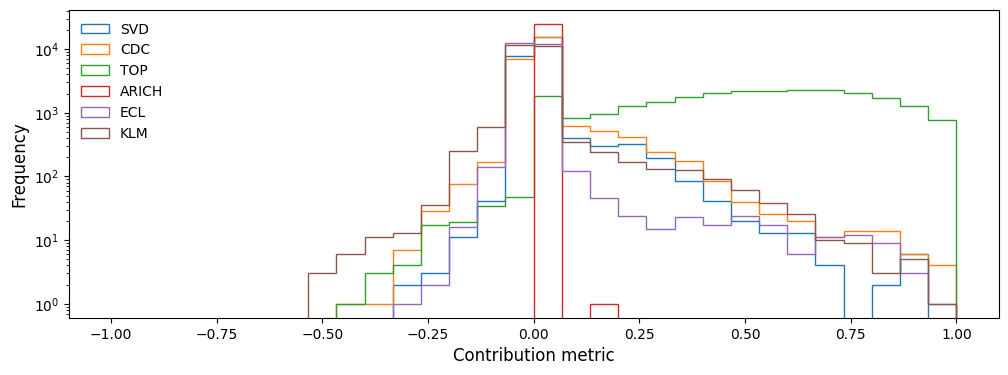 SVD
CDC
TOP
ARICH
ECL
KLM
Frequency
10⁴
10³
10²
10¹
10⁰
−1.00 −0.75 −0.50 −0.25 0.00 0.25 0.50 0.75 1.00
Contribution metric